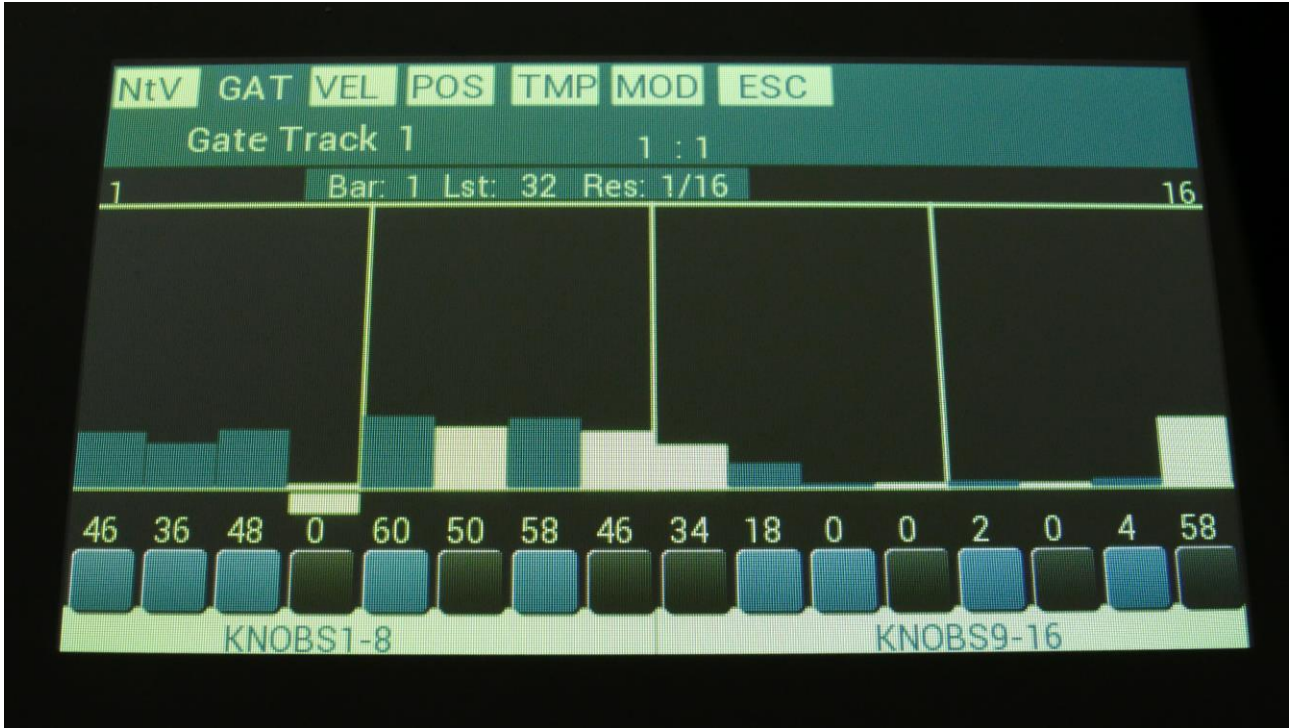 NtV GAT VEL POS TMP MOD ESC
Gate Track 1 1 : 1
1 Bar: 1 Lst: 32 Res: 1/16 16
46 36 48 0 60 50 58 46 34 18 0 0 2 0 4 58
KNOBS1-8 KNOBS9-16